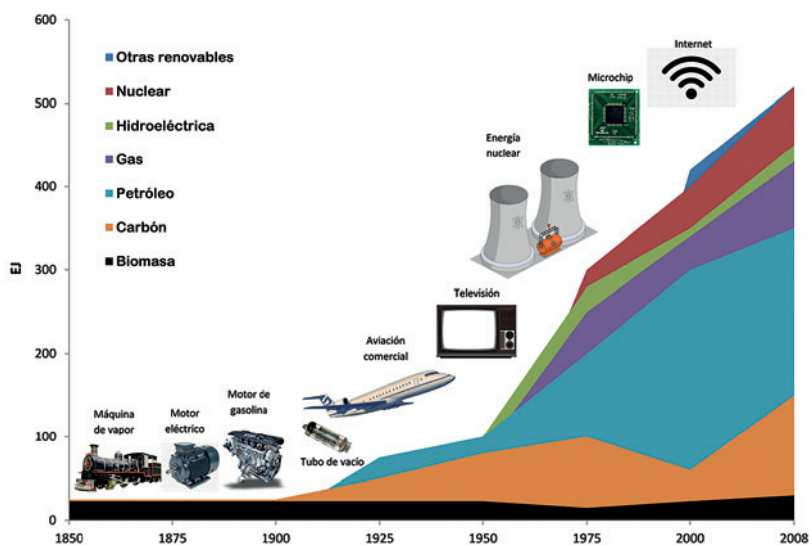 600
500
400
300
200
100
0
EJ
Otras renovables
Nuclear
Hidroeléctrica
Gas
Petróleo
Carbón
Biomasa
Máquina
de vapor
Motor
eléctrico
Motor de
gasolina
Tubo de vacío
Aviación
comercial
Televisión
Energía
nuclear
Microchip
Internet
1850
1875
1900
1925
1950
1975
2000
2008